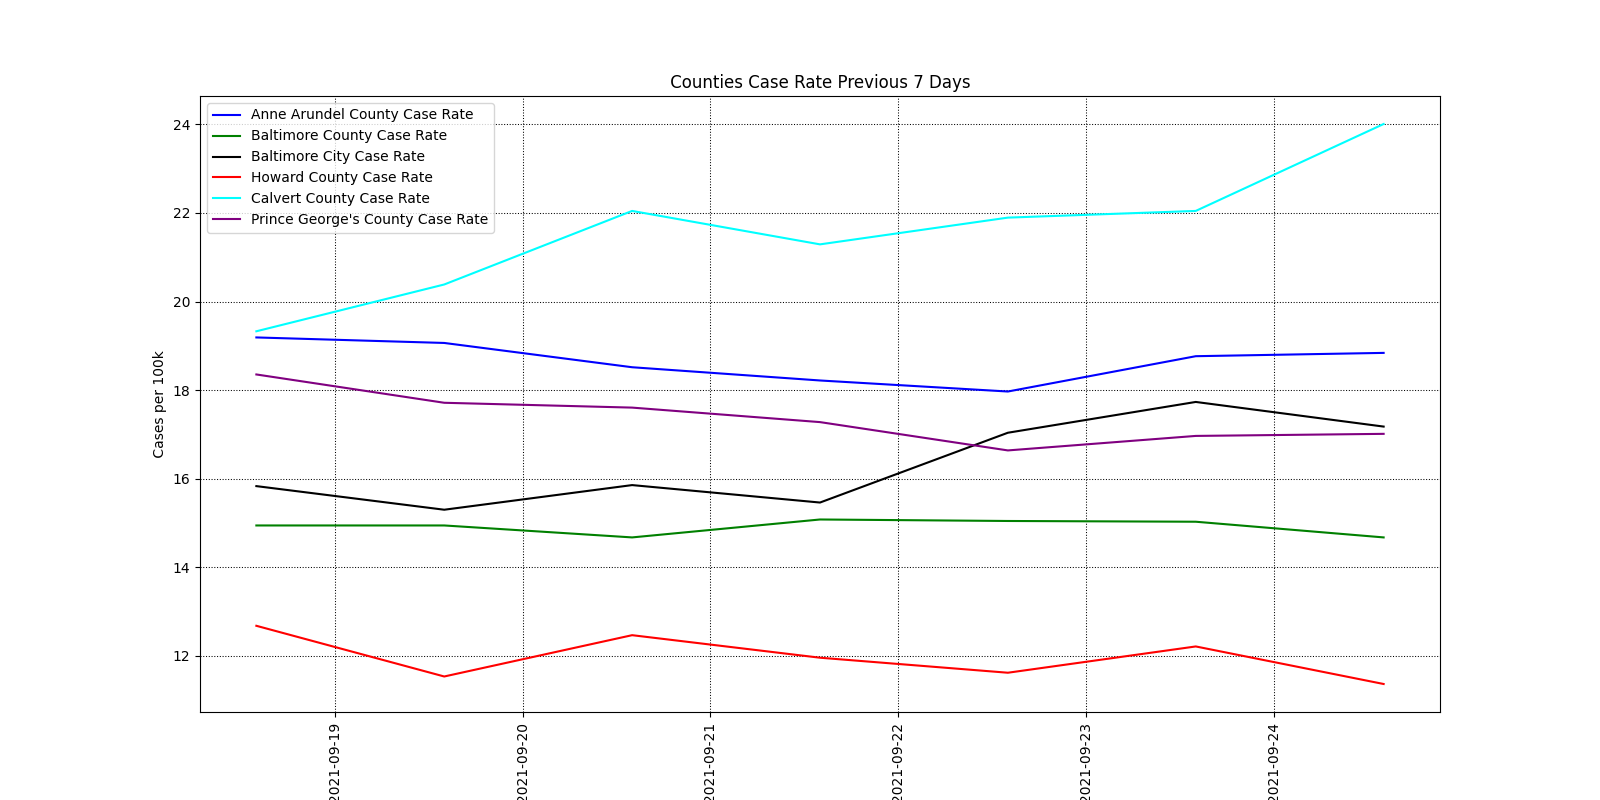 Counties Case Rate Previous 7 Days
Anne Arundel County Case Rate
Baltimore County Case Rate
Baltimore City Case Rate
Howard County Case Rate
Calvert County Case Rate
Prince George's County Case Rate
Cases per 100k
24
22
20
18
16
14
12
2021-09-19
2021-09-20
2021-09-21
2021-09-22
2021-09-23
2021-09-24